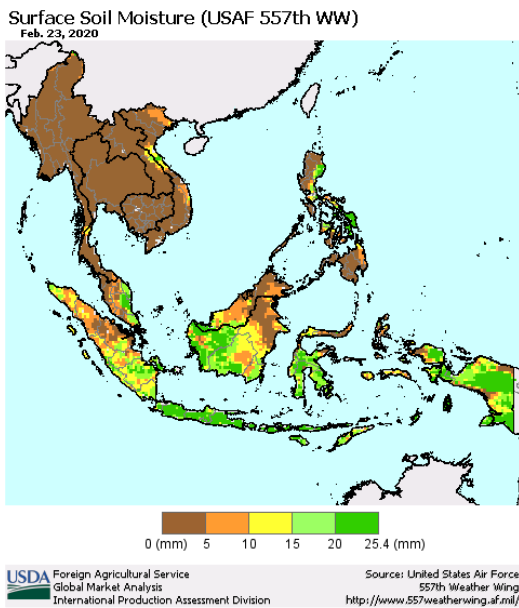 Surface Soil Moisture (USAF 557th WW)
Feb. 23, 2020
0 (mm) 5 10 15 20 25.4 (mm)
USDA Foreign Agricultural Service
Global Market Analysis
International Production Assessment Division
Source: United States Air Force
557th Weather Wing
http://www.557weatherwing.af.mil/